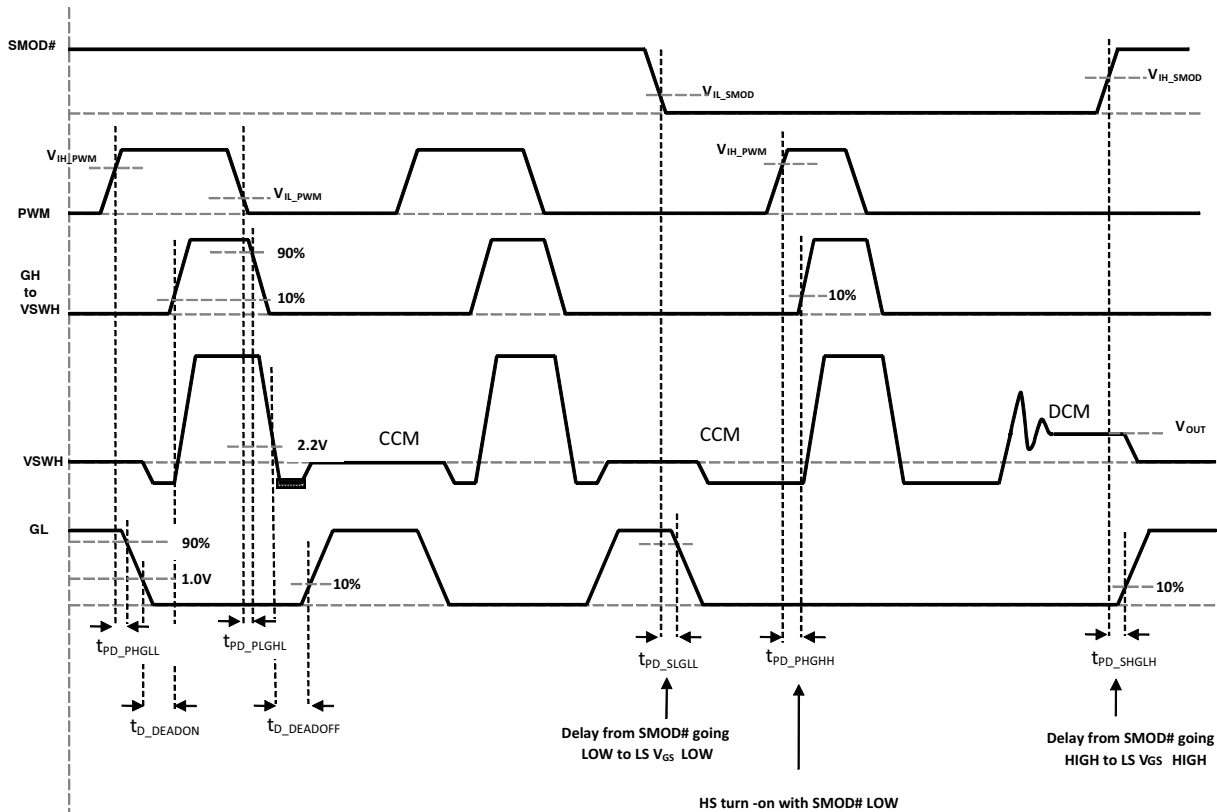 SMOD#
V_IL_SMOD
V_IH_SMOD
V_IH_PWM
V_IL_PWM
V_IH_PWM
PWM
90%
GH
to
VSWH
10%
10%
CCM
CCM
DCM
V_OUT
2.2V
VSWH
GL
90%
1.0V
10%
10%
t_PD_PHGLL
t_PD_PLGHL
t_PD_SLGLL
t_PD_PHGHH
t_PD_SHGLH
t_D_DEADON
t_D_DEADOFF
Delay from SMOD# going
LOW to LS V_GS LOW
Delay from SMOD# going
HIGH to LS V_GS HIGH
HS turn -on with SMOD# LOW